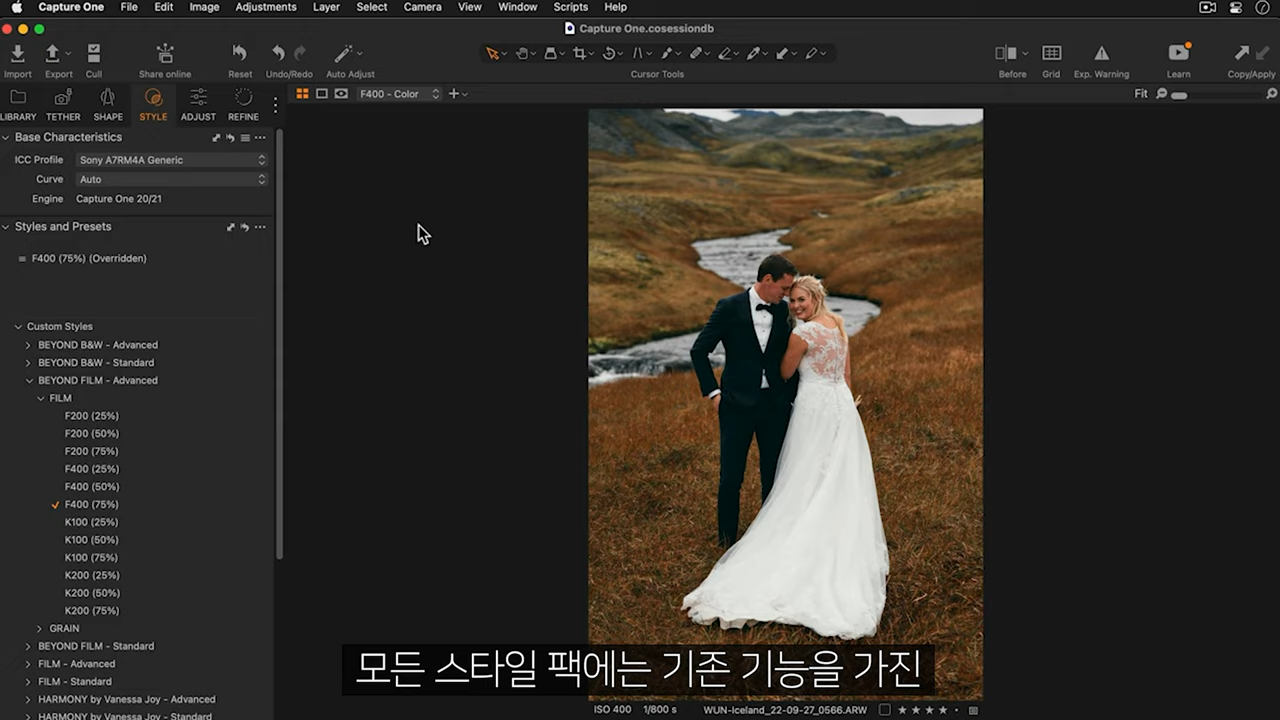 Capture One File Edit Image Adjustments Layer Select Camera View Window Scripts Help
Capture One.cosessiondb
Import Export Cull Share online Reset Undo/Redo Auto Adjust Cursor Tools Before Grid Exp. Warning Learn Copy/Apply
LIBRARY TETHER SHAPE STYLE ADJUST REFINE
F400 - Color
Fit
Base Characteristics
ICC Profile Sony A7RM4A Generic
Curve Auto
Engine Capture One 20/21
Styles and Presets
F400 (75%) (Overridden)
Custom Styles
BEYOND B&W - Advanced
BEYOND B&W - Standard
BEYOND FILM - Advanced
FILM
F200 (25%)
F200 (50%)
F200 (75%)
F400 (25%)
F400 (50%)
F400 (75%)
K100 (25%)
K100 (50%)
K100 (75%)
K200 (25%)
K200 (50%)
K200 (75%)
GRAIN
BEYOND FILM - Standard
FILM - Advanced
FILM - Standard
HARMONY by Vanessa Joy - Advanced
HARMONY by Vanessa Joy - Standard
모든 스타일 팩에는 기존 기능을 가진
ISO 400 1/800 s WUN-Iceland_22-09-27_0566.ARW